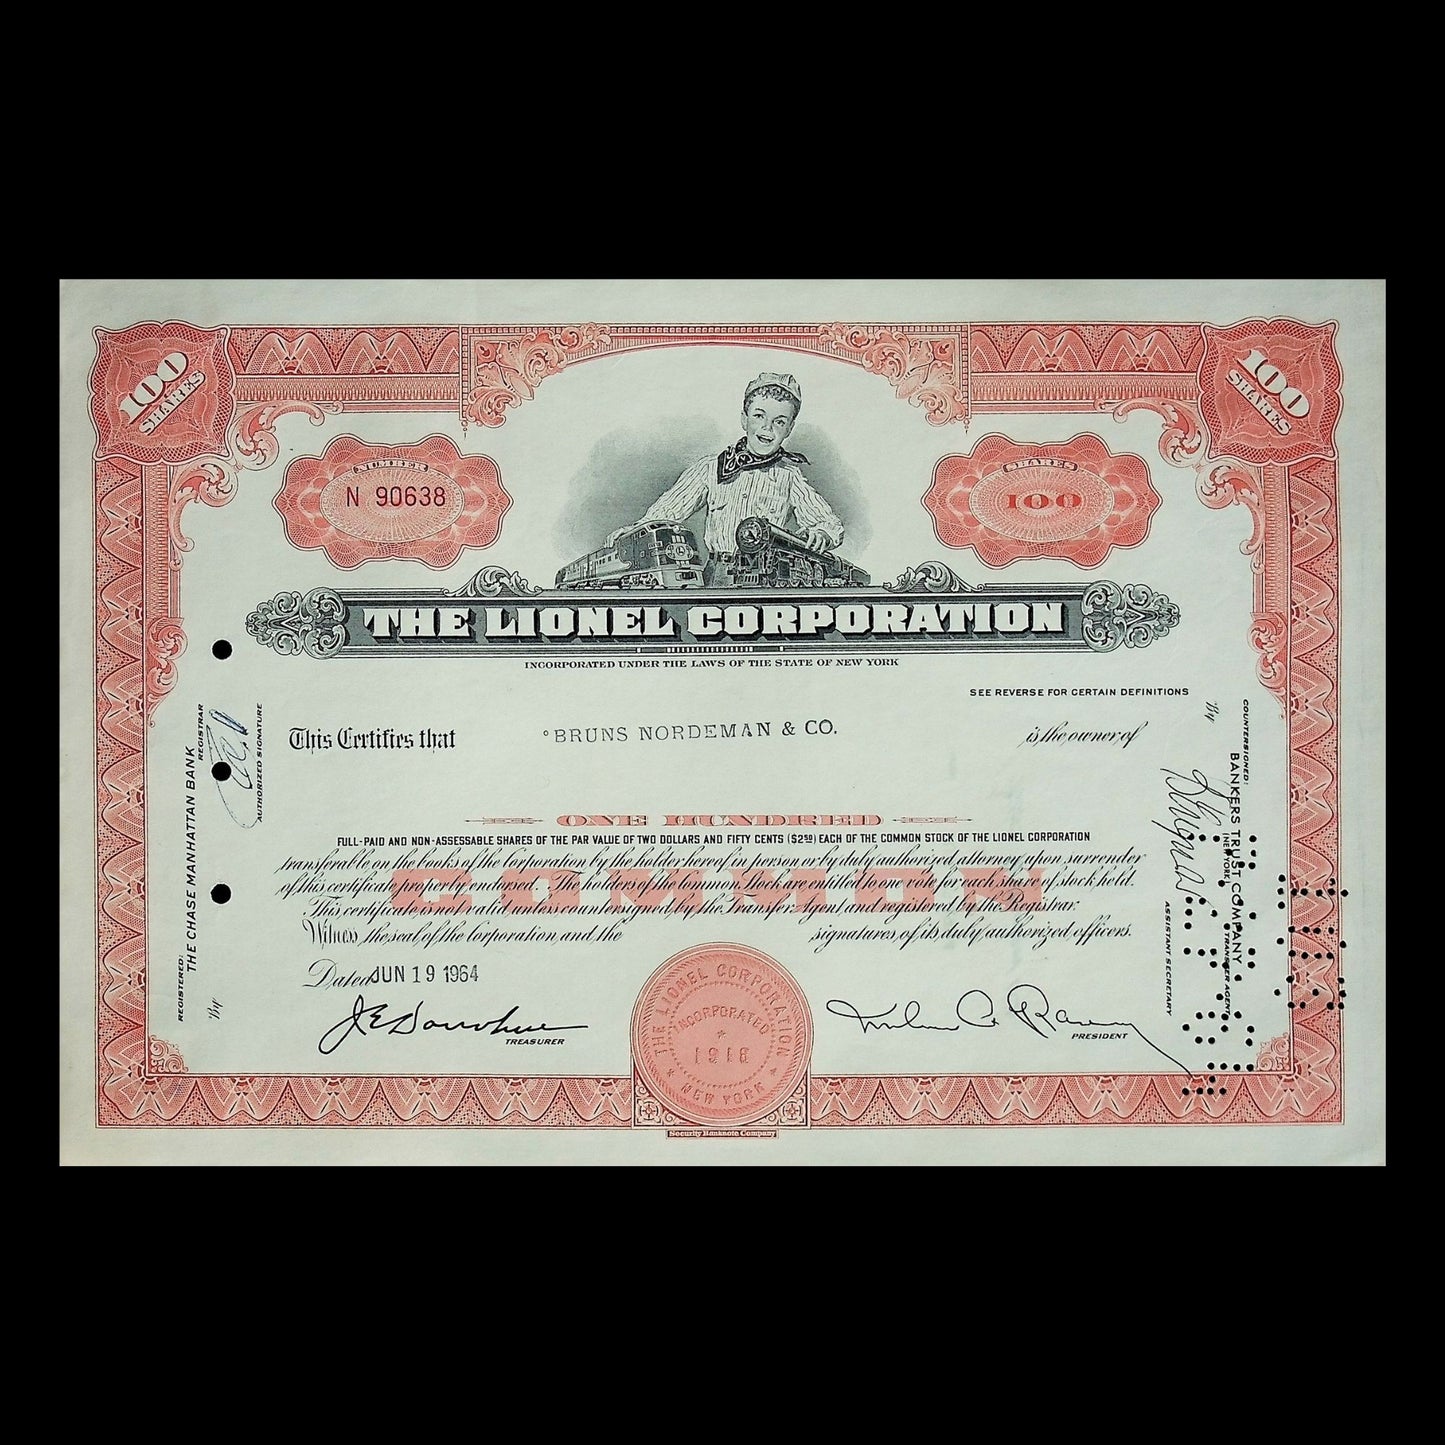 100
SHARES
100
SHARES
NUMBER
N 90638
SHARES
100
THE LIONEL CORPORATION
INCORPORATED UNDER THE LAWS OF THE STATE OF NEW YORK
SEE REVERSE FOR CERTAIN DEFINITIONS
This Certifies that
°BRUNS NORDEMAN & CO.
is the owner of
ONE HUNDRED
FULL-PAID AND NON-ASSESSABLE SHARES OF THE PAR VALUE OF TWO DOLLARS AND FIFTY CENTS ($2.50) EACH OF THE COMMON STOCK OF THE LIONEL CORPORATION
transferable on the books of the Corporation by the holder hereof in person or by duly authorized attorney upon surrender
of this certificate properly endorsed. The holders of the Common Stock are entitled to one vote for each share of stock held.
This certificate is not valid unless countersigned by the Transfer Agent and registered by the Registrar.
COMMON
Witness, the seal of the Corporation and the signatures of its duly authorized officers.
Dated JUN 19 1964
J E Donohue
TREASURER
PRESIDENT
THE LIONEL CORPORATION
INCORPORATED
1918
NEW YORK
Security Banknote Company
REGISTERED:
THE CHASE MANHATTAN BANK
REGISTRAR
By
AUTHORIZED SIGNATURE
COUNTERSIGNED:
BANKERS TRUST COMPANY
(NEW YORK)
TRANSFER AGENT
By
ASSISTANT SECRETARY